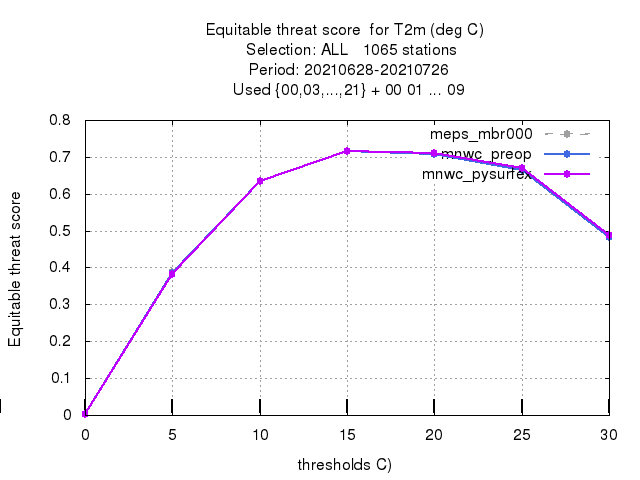 Equitable threat score for T2m (deg C)
Selection: ALL 1065 stations
Period: 20210628-20210726
Used {00,03,...,21} + 00 01 ... 09
meps_mbr000
mnwc_preop
mnwc_pysurfex
0.8
0.7
0.6
0.5
0.4
0.3
0.2
0.1
0
Equitable threat score
0 5 10 15 20 25 30
thresholds C)